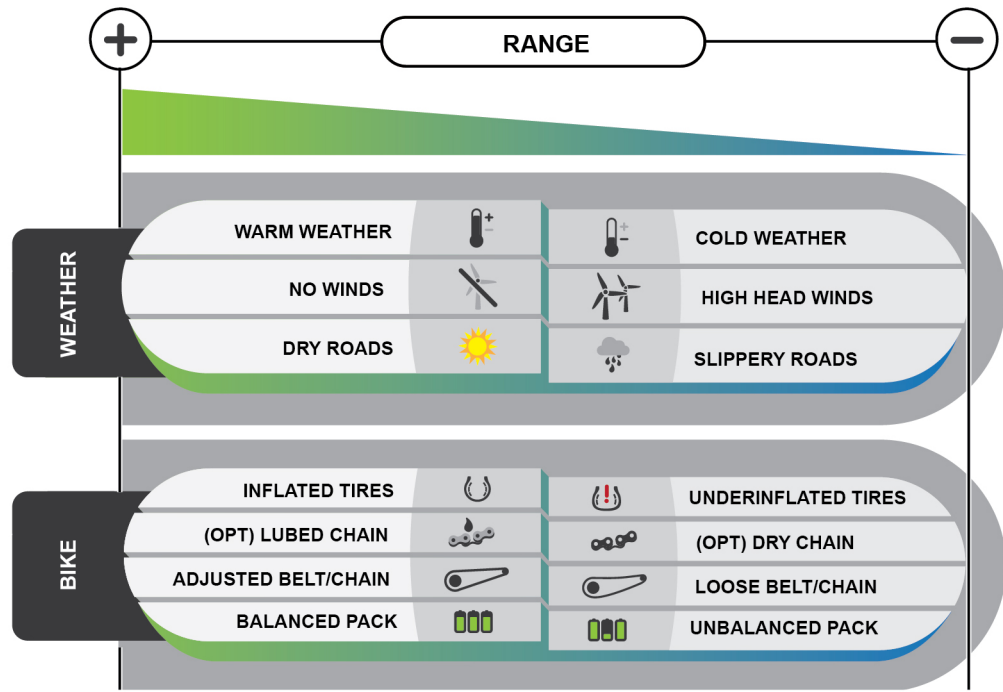 RANGE
WEATHER
WARM WEATHER
COLD WEATHER
NO WINDS
HIGH HEAD WINDS
DRY ROADS
SLIPPERY ROADS
BIKE
INFLATED TIRES
UNDERINFLATED TIRES
(OPT) LUBED CHAIN
(OPT) DRY CHAIN
ADJUSTED BELT/CHAIN
LOOSE BELT/CHAIN
BALANCED PACK
UNBALANCED PACK